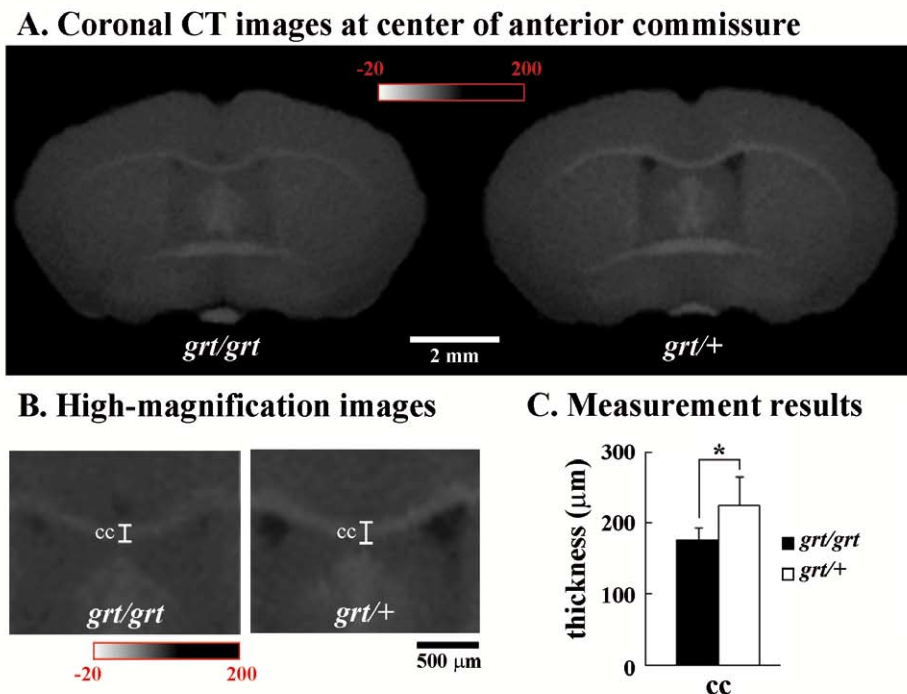 A. Coronal CT images at center of anterior commissure
-20 200
grt/grt
2 mm
grt/+
B. High-magnification images
cc
cc
grt/grt
grt/+
-20 200
500 μm
C. Measurement results
300
*
200
100
0
thickness (μm)
cc
grt/grt
grt/+